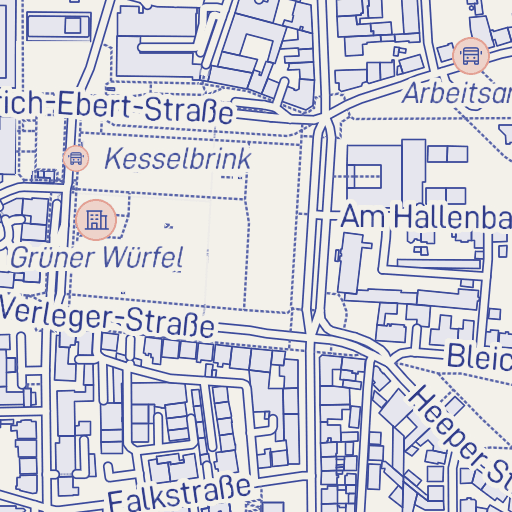 rich-Ebert-Straße
Arbeitsar
Kesselbrink
Am Hallenba
Grüner Würfel
Verleger-Straße
Bleic
Heeper-St
Falkstraße